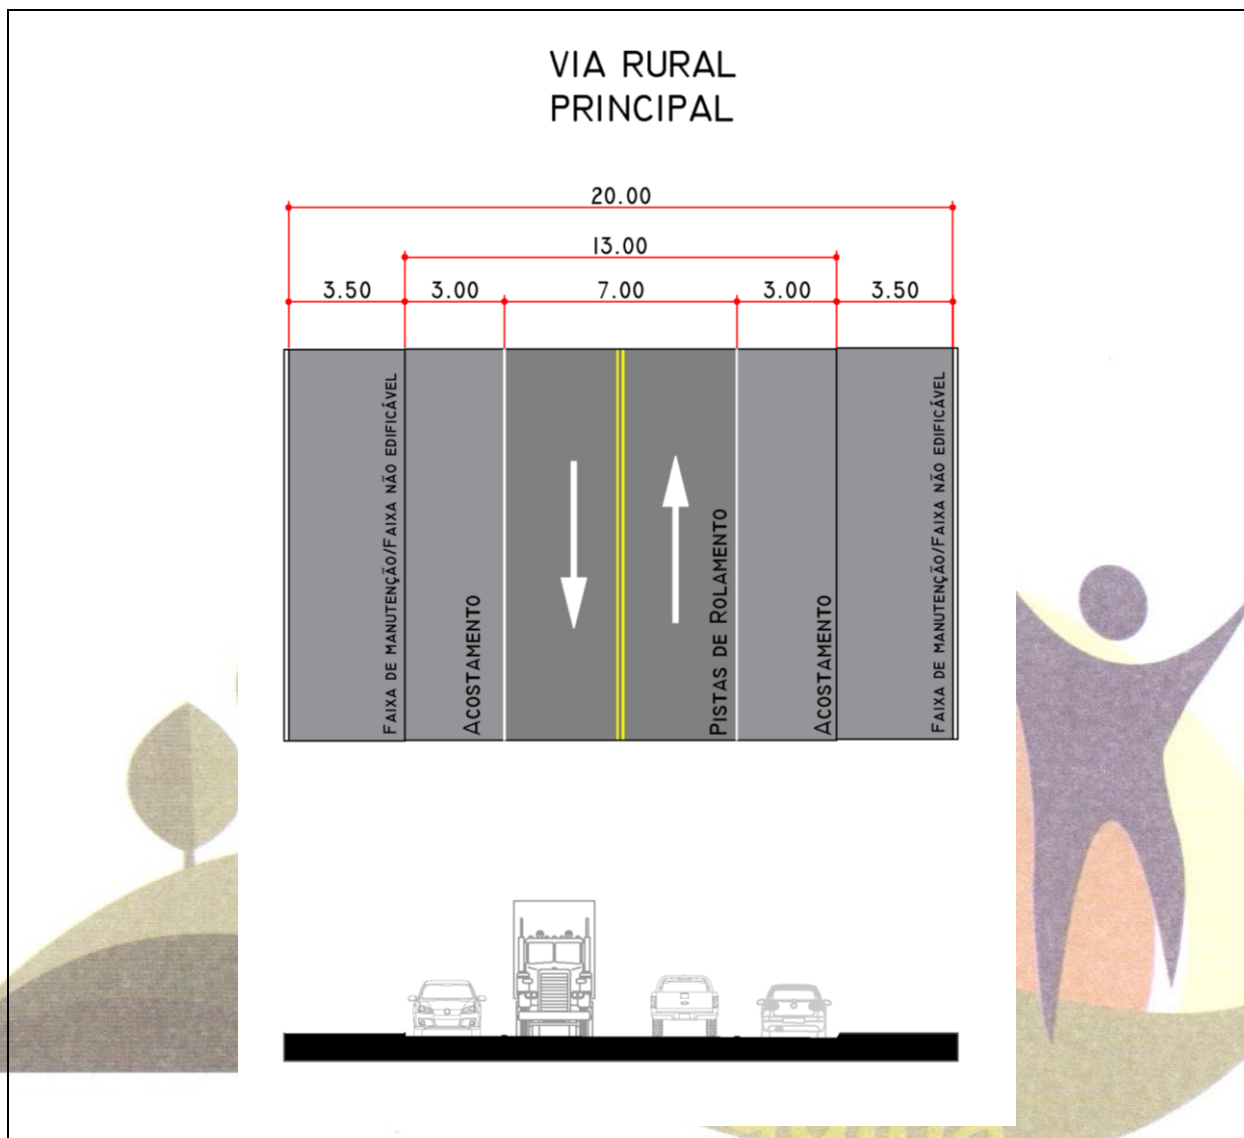 VIA RURAL
PRINCIPAL
20.00
13.00
3.50 3.00 7.00 3.00 3.50
FAIXA DE MANUTENÇÃO/FAIXA NÃO EDIFICÁVEL
ACOSTAMENTO
PISTAS DE ROLAMENTO
ACOSTAMENTO
FAIXA DE MANUTENÇÃO/FAIXA NÃO EDIFICÁVEL